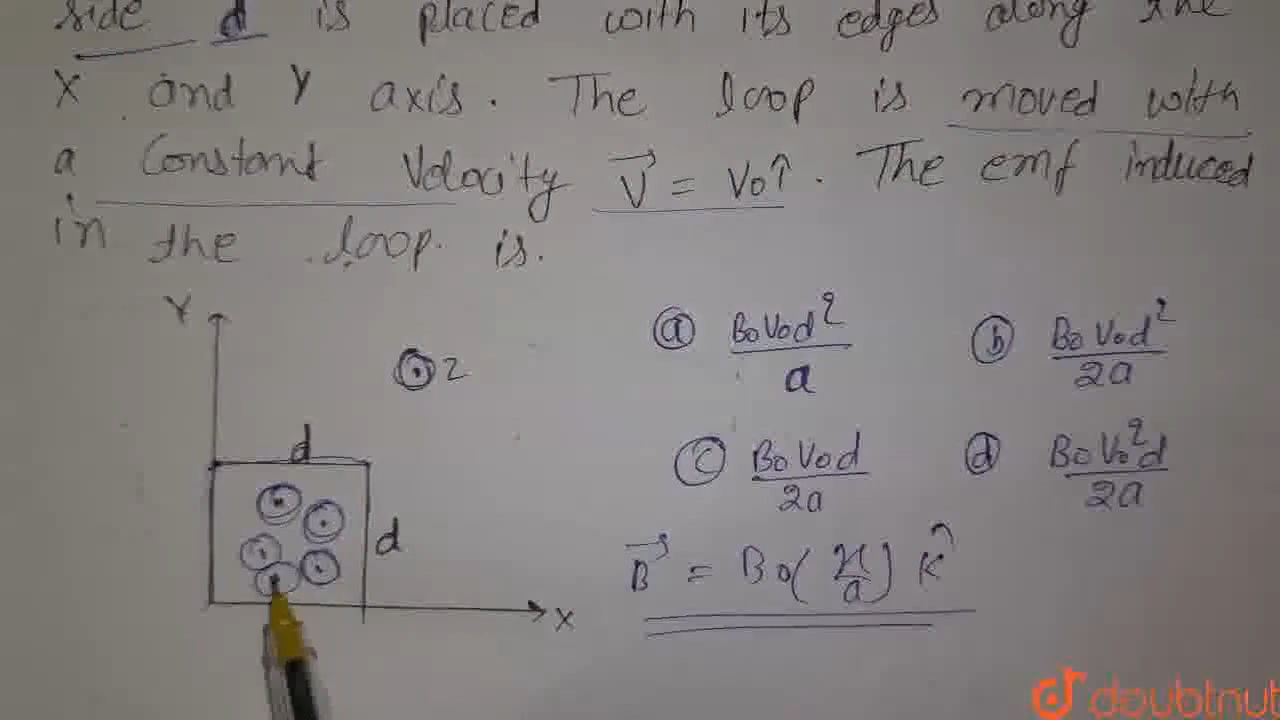 side d is placed with its edges along the
X and Y axis. The loop is moved with
a Constant Velocity V⃗ = V₀î. The emf induced
in the loop is.
Y
⊙ z
ⓐ B₀V₀d²/a ⓑ B₀V₀d²/2a
d
ⓒ B₀V₀d/2a ⓓ B₀V₀²d/2a
d
B⃗ = B₀(x/a) k̂
X
doubtnut